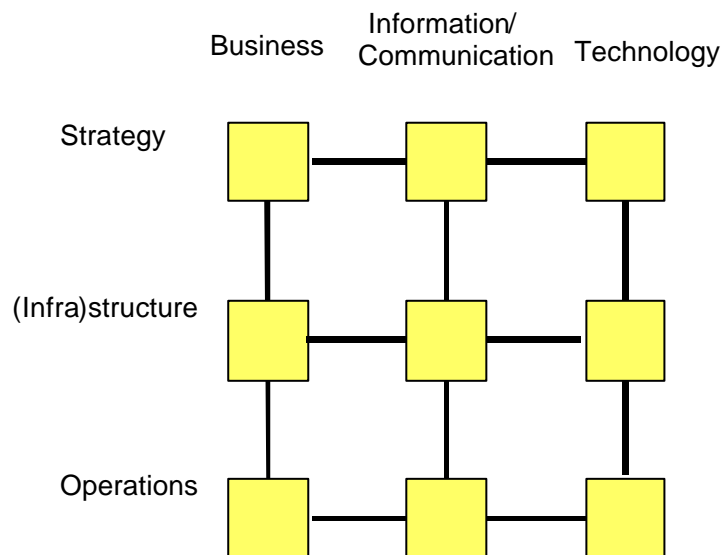 Business
Information/
Communication
Technology
Strategy
(Infra)structure
Operations